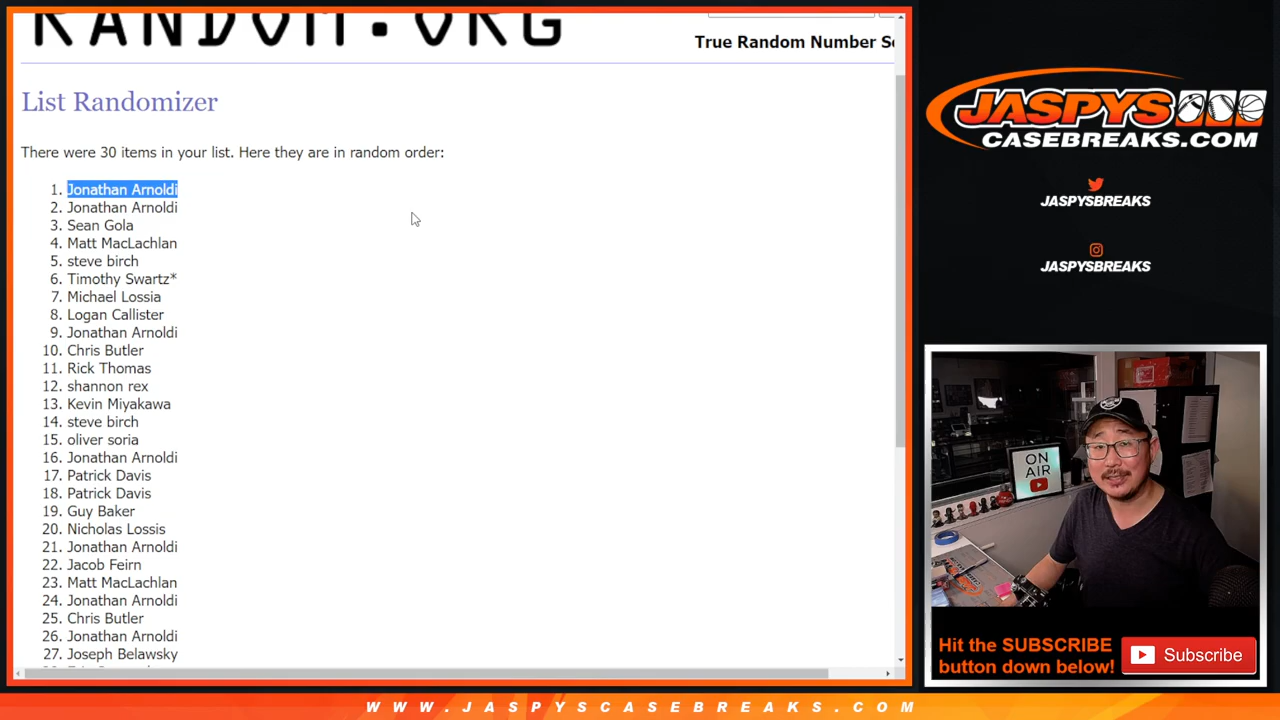 RANDOM.ORG
True Random Number Se
List Randomizer
There were 30 items in your list. Here they are in random order:
1. Jonathan Arnoldi
2. Jonathan Arnoldi
3. Sean Gola
4. Matt MacLachlan
5. steve birch
6. Timothy Swartz*
7. Michael Lossia
8. Logan Callister
9. Jonathan Arnoldi
10. Chris Butler
11. Rick Thomas
12. shannon rex
13. Kevin Miyakawa
14. steve birch
15. oliver soria
16. Jonathan Arnoldi
17. Patrick Davis
18. Patrick Davis
19. Guy Baker
20. Nicholas Lossis
21. Jonathan Arnoldi
22. Jacob Feirn
23. Matt MacLachlan
24. Jonathan Arnoldi
25. Chris Butler
26. Jonathan Arnoldi
27. Joseph Belawsky
JASPYS
CASEBREAKS.COM
JASPYSBREAKS
JASPYSBREAKS
ON
AIR
Hit the SUBSCRIBE
button down below!
Subscribe
WWW.JASPYSCASEBREAKS.COM